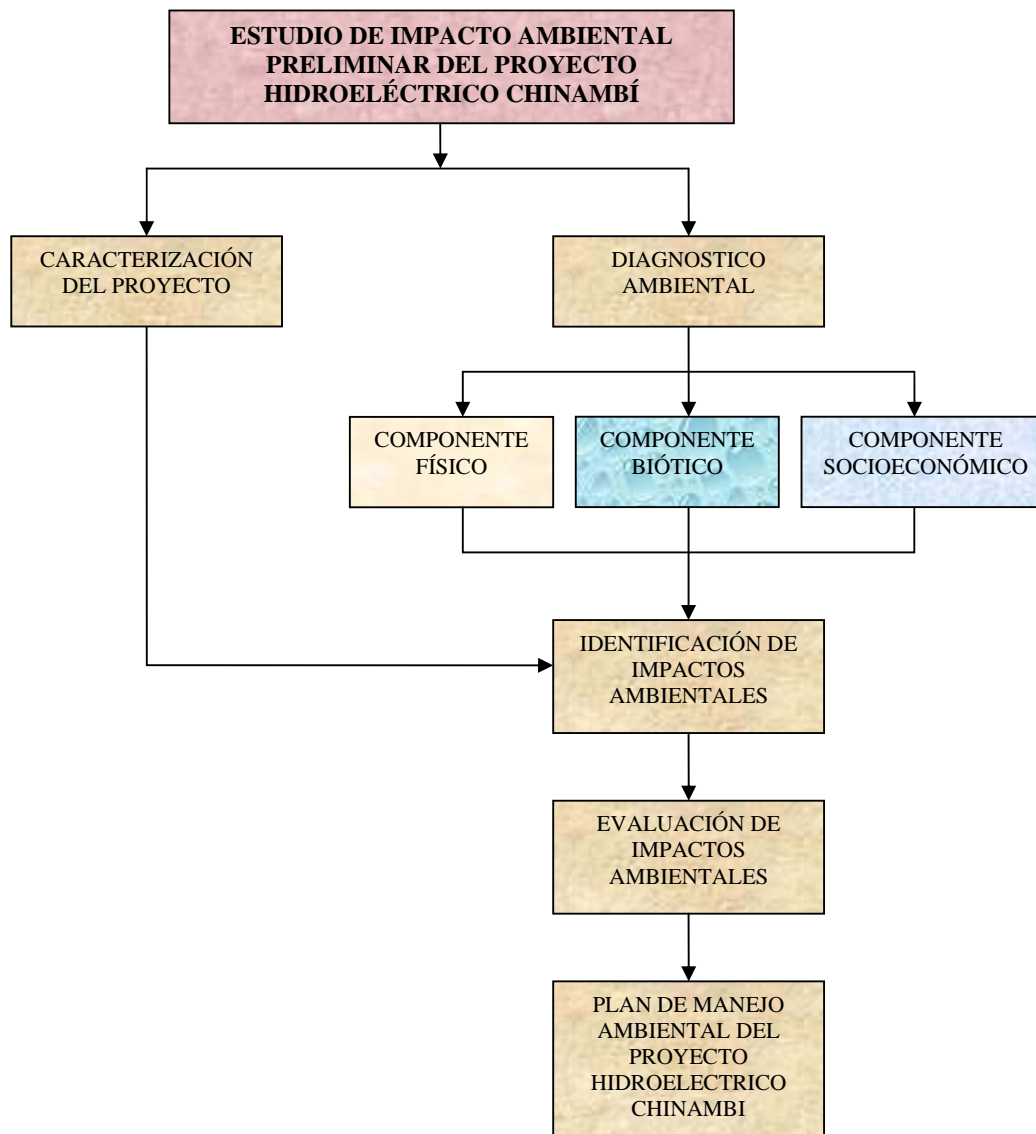 ESTUDIO DE IMPACTO AMBIENTAL
PRELIMINAR DEL PROYECTO
HIDROELÉCTRICO CHINAMBÍ
CARACTERIZACIÓN
DEL PROYECTO
DIAGNOSTICO
AMBIENTAL
COMPONENTE
FÍSICO
COMPONENTE
BIÓTICO
COMPONENTE
SOCIOECONÓMICO
IDENTIFICACIÓN DE
IMPACTOS
AMBIENTALES
EVALUACIÓN DE
IMPACTOS
AMBIENTALES
PLAN DE MANEJO
AMBIENTAL DEL
PROYECTO
HIDROELECTRICO
CHINAMBI